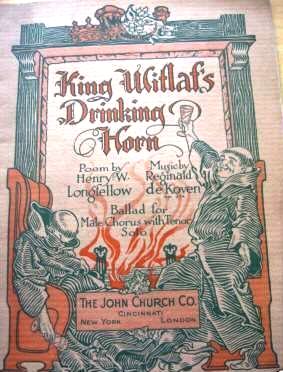 King Witlaf's
Drinking
Horn
Poem by
Henry W.
Longfellow
Music by
Reginald
de Koven
Ballad for
Male Chorus with Tenor
Solo
THE JOHN CHURCH CO.
CINCINNATI
NEW YORK LONDON